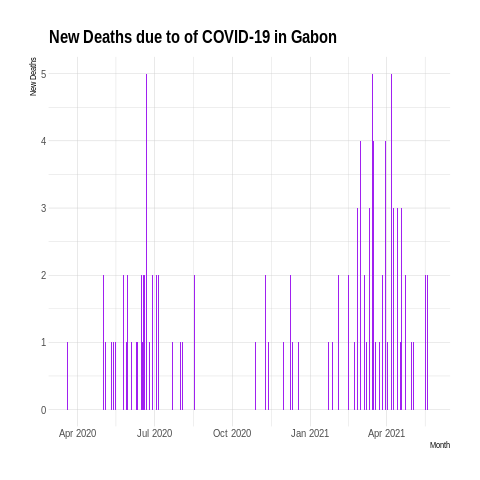 New Deaths due to of COVID-19 in Gabon
New Deaths
5
4
3
2
1
0
Apr 2020 Jul 2020 Oct 2020 Jan 2021 Apr 2021
Month